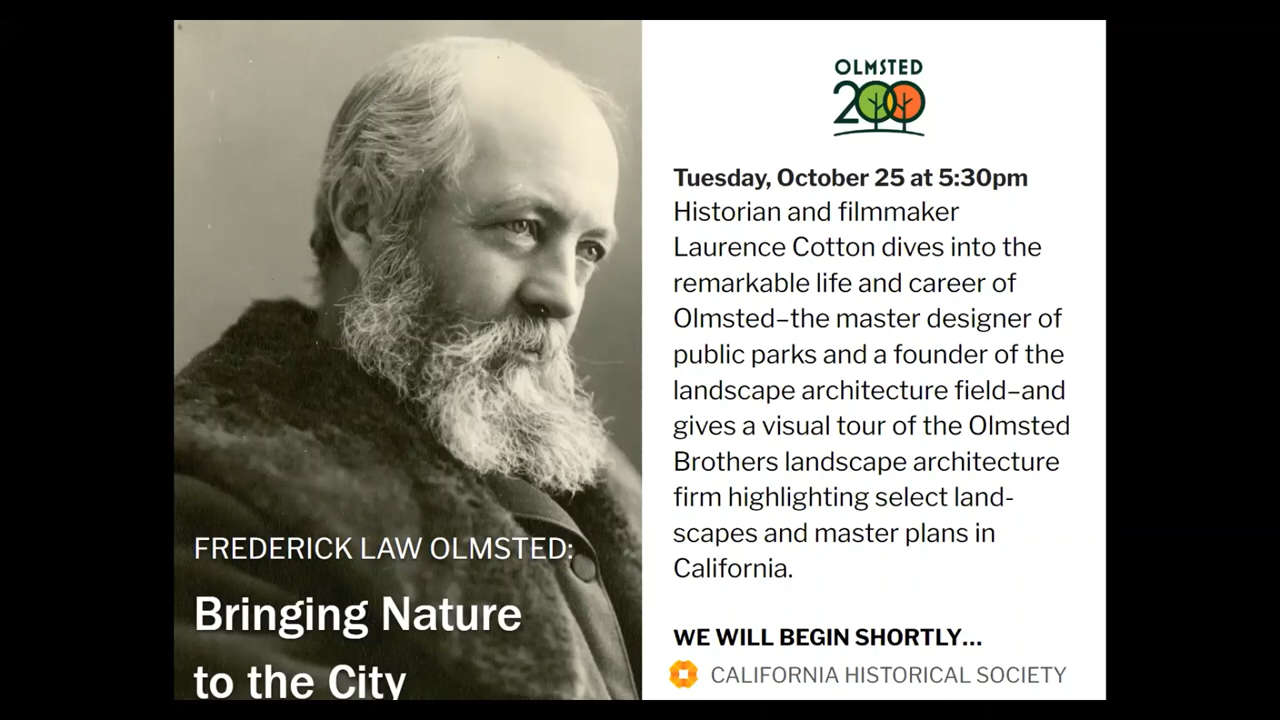 FREDERICK LAW OLMSTED:
Bringing Nature
to the City
OLMSTED
200
Tuesday, October 25 at 5:30pm
Historian and filmmaker
Laurence Cotton dives into the
remarkable life and career of
Olmsted–the master designer of
public parks and a founder of the
landscape architecture field–and
gives a visual tour of the Olmsted
Brothers landscape architecture
firm highlighting select land-
scapes and master plans in
California.
WE WILL BEGIN SHORTLY...
CALIFORNIA HISTORICAL SOCIETY